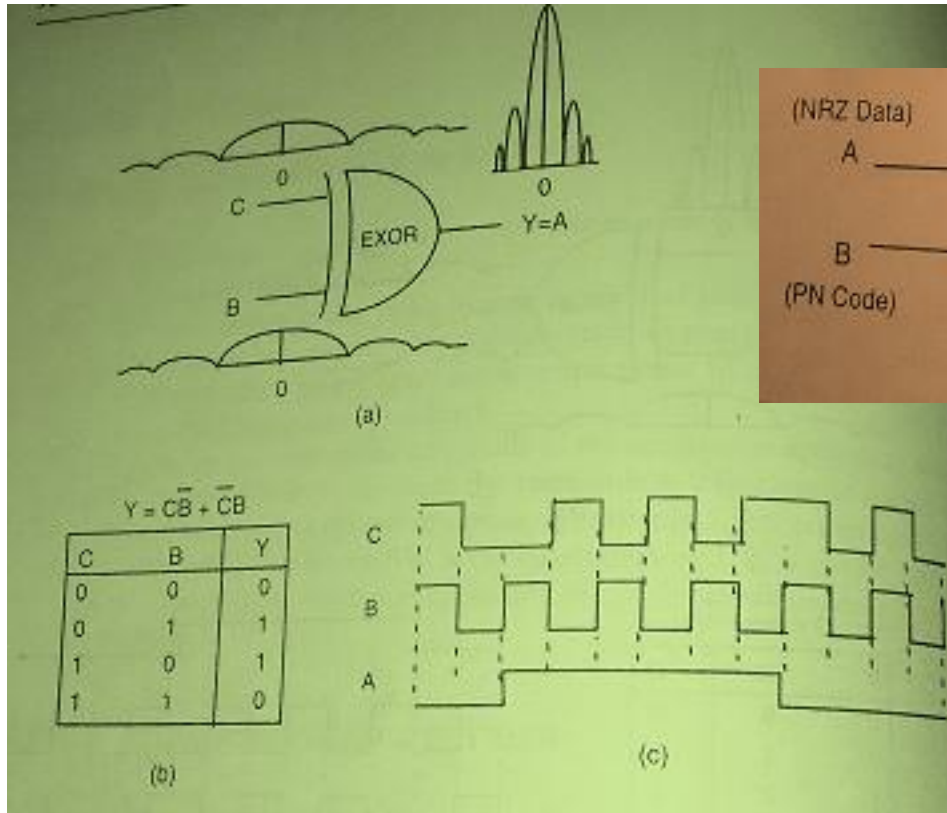 0
0
C
EXOR
Y=A
B
0
(a)
(NRZ Data)
A
B
(PN Code)
Y = CB̅ + C̅B
C B Y
0 0 0
0 1 1
1 0 1
1 1 0
(b)
C
B
A
(c)